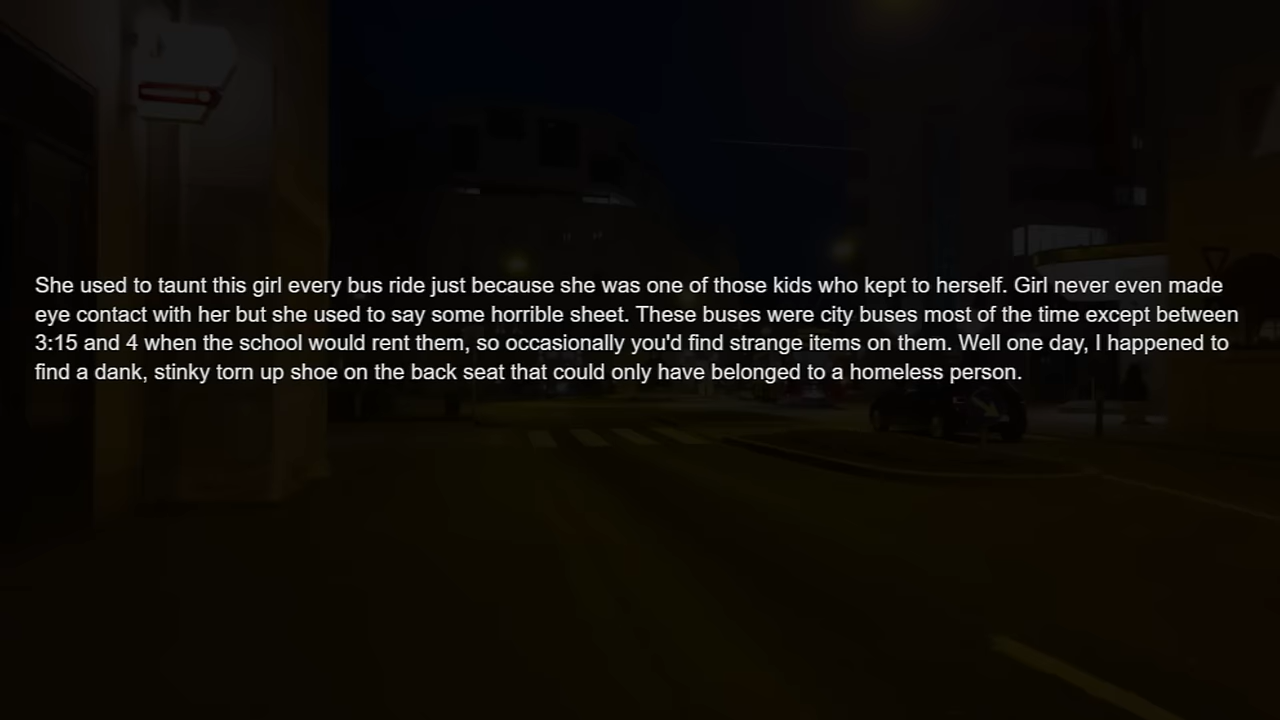 She used to taunt this girl every bus ride just because she was one of those kids who kept to herself. Girl never even made
eye contact with her but she used to say some horrible sheet. These buses were city buses most of the time except between
3:15 and 4 when the school would rent them, so occasionally you'd find strange items on them. Well one day, I happened to
find a dank, stinky torn up shoe on the back seat that could only have belonged to a homeless person.